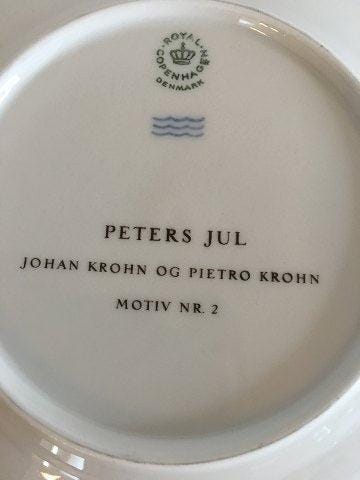 ROYAL
COPENHAGEN
DENMARK
PETERS JUL
JOHAN KROHN OG PIETRO KROHN
MOTIV NR. 2